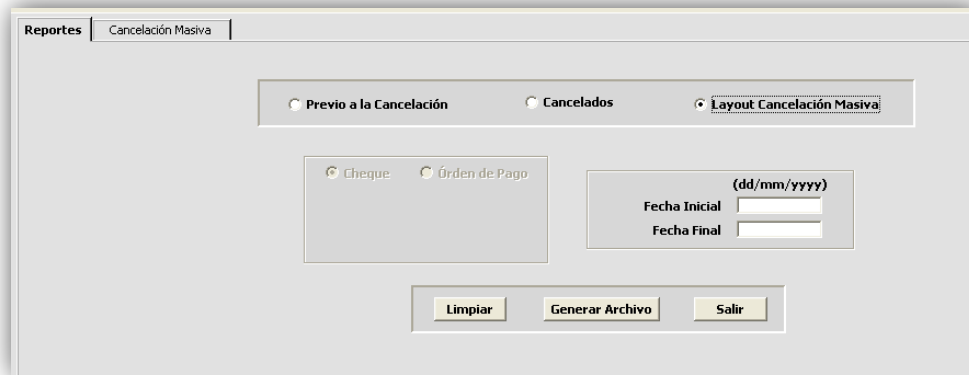 Reportes Cancelación Masiva
Previo a la Cancelación Cancelados Layout Cancelación Masiva
Cheque Órden de Pago
(dd/mm/yyyy)
Fecha Inicial
Fecha Final
Limpiar Generar Archivo Salir